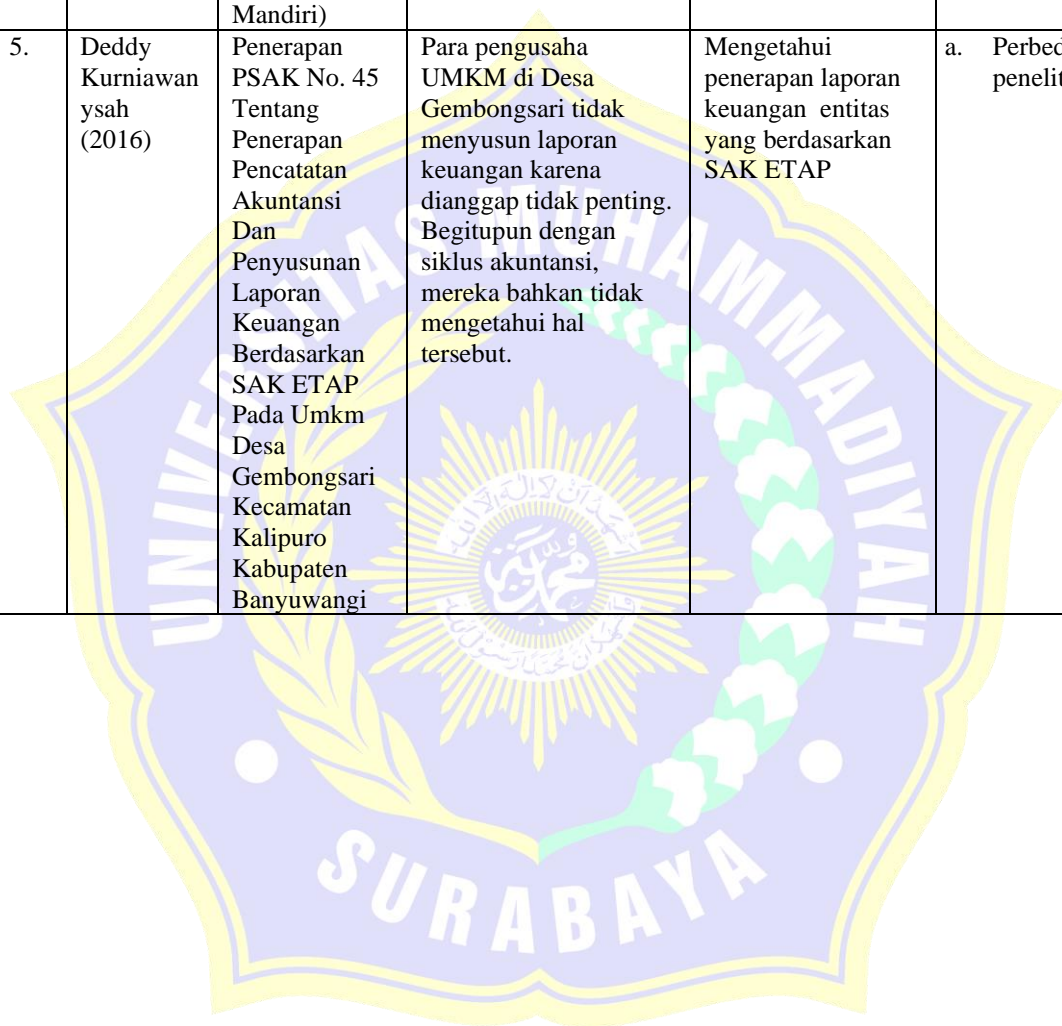 Mandiri)
5.
Deddy
Kurniawan
ysah
(2016)
Penerapan
PSAK No. 45
Tentang
Penerapan
Pencatatan
Akuntansi
Dan
Penyusunan
Laporan
Keuangan
Berdasarkan
SAK ETAP
Pada Umkm
Desa
Gembongsari
Kecamatan
Kalipuro
Kabupaten
Banyuwangi
Para pengusaha
UMKM di Desa
Gembongsari tidak
menyusun laporan
keuangan karena
dianggap tidak penting.
Begitupun dengan
siklus akuntansi,
mereka bahkan tidak
mengetahui hal
tersebut.
Mengetahui
penerapan laporan
keuangan entitas
yang berdasarkan
SAK ETAP
a. Perbed
penelit
UNIVERSITAS MUHAMMADIYAH
SURABAYA